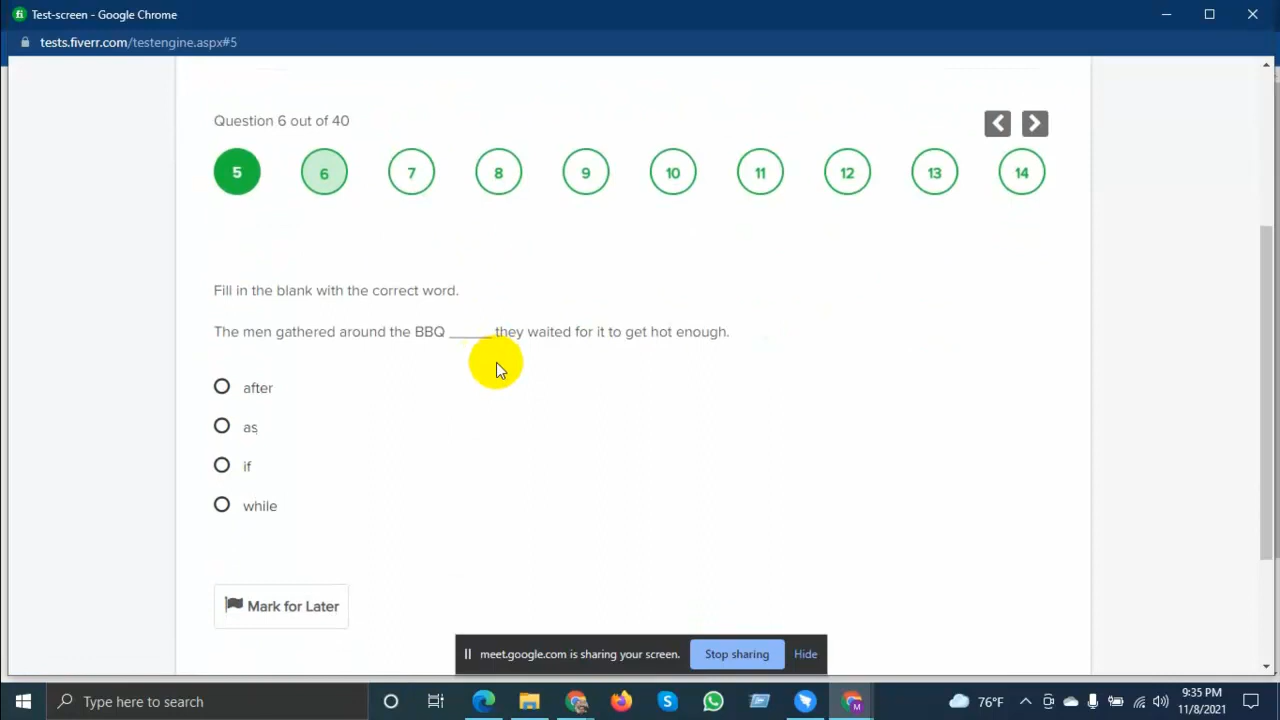 fi Test-screen - Google Chrome
tests.fiverr.com/testengine.aspx#5
Question 6 out of 40
5 6 7 8 9 10 11 12 13 14
Fill in the blank with the correct word.
The men gathered around the BBQ ______ they waited for it to get hot enough.
after
as
if
while
Mark for Later
meet.google.com is sharing your screen. Stop sharing Hide
Type here to search
M
76°F
9:35 PM
11/8/2021